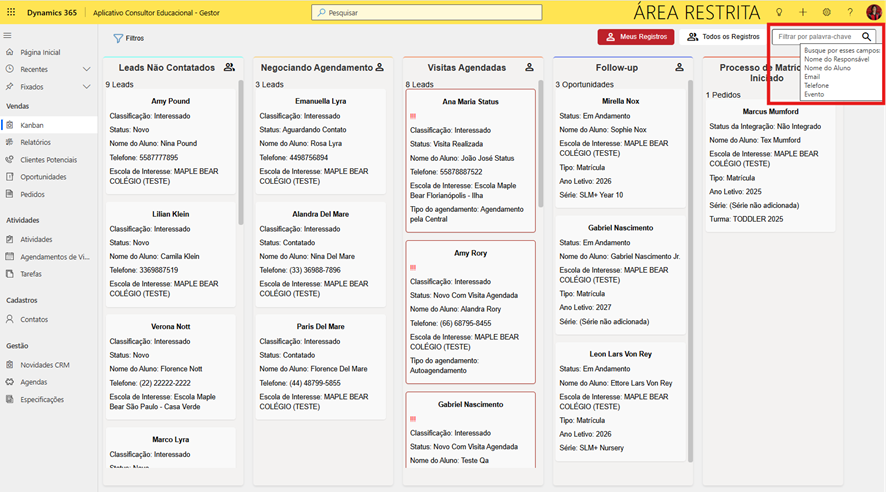 Dynamics 365
Aplicativo Consultor Educacional - Gestor
Pesquisar
ÁREA RESTRITA
Filtros
Meus Registros
Todos os Registros
Filtrar por palavra-chave
Busque por esses campos:
Nome do Responsável
Nome do Aluno
Email
Telefone
Evento
Página Inicial
Recentes
Fixados
Vendas
Kanban
Relatórios
Clientes Potenciais
Oportunidades
Pedidos
Atividades
Atividades
Agendamentos de Vi...
Tarefas
Cadastros
Contatos
Gestão
Novidades CRM
Agendas
Especificações
Leads Não Contatados
9 Leads
Amy Pound
Classificação: Interessado
Status: Novo
Nome do Aluno: Nina Pound
Telefone: 5587777895
Escola de Interesse: MAPLE BEAR
COLÉGIO (TESTE)
Lilian Klein
Classificação: Interessado
Status: Novo
Nome do Aluno: Camila Klein
Telefone: 3369887519
Escola de Interesse: MAPLE BEAR
COLÉGIO (TESTE)
Verona Nott
Classificação: Interessado
Status: Novo
Nome do Aluno: Florence Nott
Telefone: (22) 22222-2222
Escola de Interesse: Escola Maple
Bear São Paulo - Casa Verde
Marco Lyra
Classificação: Interessado
Status: Novo
Negociando Agendamento
3 Leads
Emanuella Lyra
Classificação: Interessado
Status: Aguardando Contato
Nome do Aluno: Rosa Lyra
Telefone: 4498756894
Escola de Interesse: MAPLE BEAR
COLÉGIO (TESTE)
Alandra Del Mare
Classificação: Interessado
Status: Contatado
Nome do Aluno: Nina Del Mare
Telefone: (33) 36988-7896
Escola de Interesse: MAPLE BEAR
COLÉGIO (TESTE)
Paris Del Mare
Classificação: Interessado
Status: Contatado
Nome do Aluno: Florence Del Mare
Telefone: (44) 48799-5855
Escola de Interesse: MAPLE BEAR
COLÉGIO (TESTE)
Visitas Agendadas
8 Leads
Ana Maria Status
Classificação: Interessado
Status: Visita Realizada
Nome do Aluno: João José Status
Telefone: 55878887522
Escola de Interesse: Escola Maple
Bear Florianópolis - Ilha
Tipo do agendamento: Agendamento
pela Central
Amy Rory
Classificação: Interessado
Status: Novo Com Visita Agendada
Nome do Aluno: Alandra Rory
Telefone: (66) 68795-8455
Escola de Interesse: MAPLE BEAR
COLÉGIO (TESTE)
Tipo do agendamento:
Autoagendamento
Gabriel Nascimento
Classificação: Interessado
Status: Novo Com Visita Agendada
Nome do Aluno: Teste Qa
Follow-up
3 Oportunidades
Mirella Nox
Status: Em Andamento
Nome do Aluno: Sophie Nox
Escola de Interesse: MAPLE BEAR
COLÉGIO (TESTE)
Tipo: Matrícula
Ano Letivo: 2026
Série: SLM+ Year 10
Gabriel Nascimento
Status: Em Andamento
Nome do Aluno: Gabriel Nascimento Jr.
Escola de Interesse: MAPLE BEAR
COLÉGIO (TESTE)
Tipo: Matrícula
Ano Letivo: 2027
Série: (Série não adicionada)
Leon Lars Von Rey
Status: Em Andamento
Nome do Aluno: Ettore Lars Von Rey
Escola de Interesse: MAPLE BEAR
COLÉGIO (TESTE)
Tipo: Matrícula
Ano Letivo: 2026
Série: SLM+ Nursery
Processo de Matríc
Iniciado
1 Pedidos
Marcus Mumford
Status da Integração: Não Integrado
Nome do Aluno: Tex Mumford
Escola de Interesse: MAPLE BEAR
COLÉGIO (TESTE)
Tipo: Matrícula
Ano Letivo: 2025
Série: (Série não adicionada)
Turma: TODDLER 2025